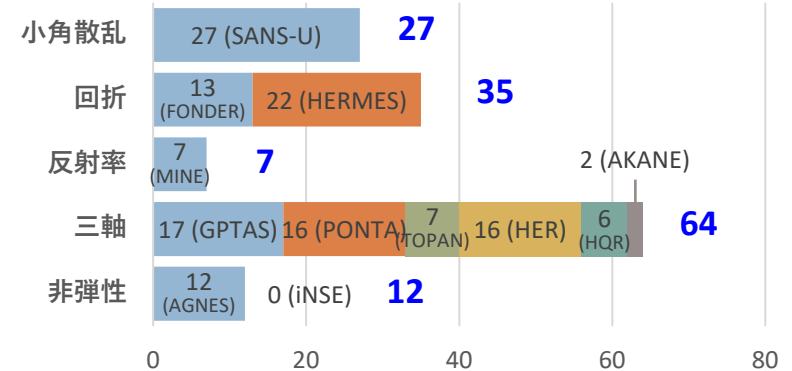 小角散乱
27 (SANS-U)
27
回折
13
(FONDER)
22 (HERMES)
35
反射率
7
(MINE)
7
2 (AKANE)
三軸
17 (GPTAS)
16 (PONTA)
7
(TOPAN)
16 (HER)
6
(HQR)
64
非弾性
12
(AGNES)
0 (iNSE)
12
0 20 40 60 80